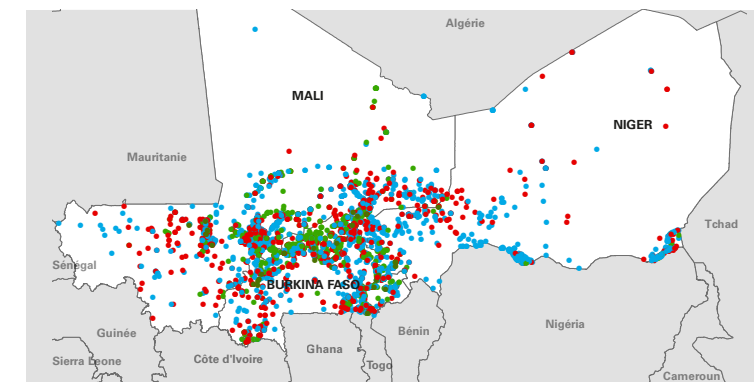 Algérie
MALI
NIGER
Mauritanie
Tchad
Sénégal
BURKINA FASO
Guinée
Bénin
Nigéria
Ghana
Côte d'Ivoire
Sierra Leone
Togo
Cameroun